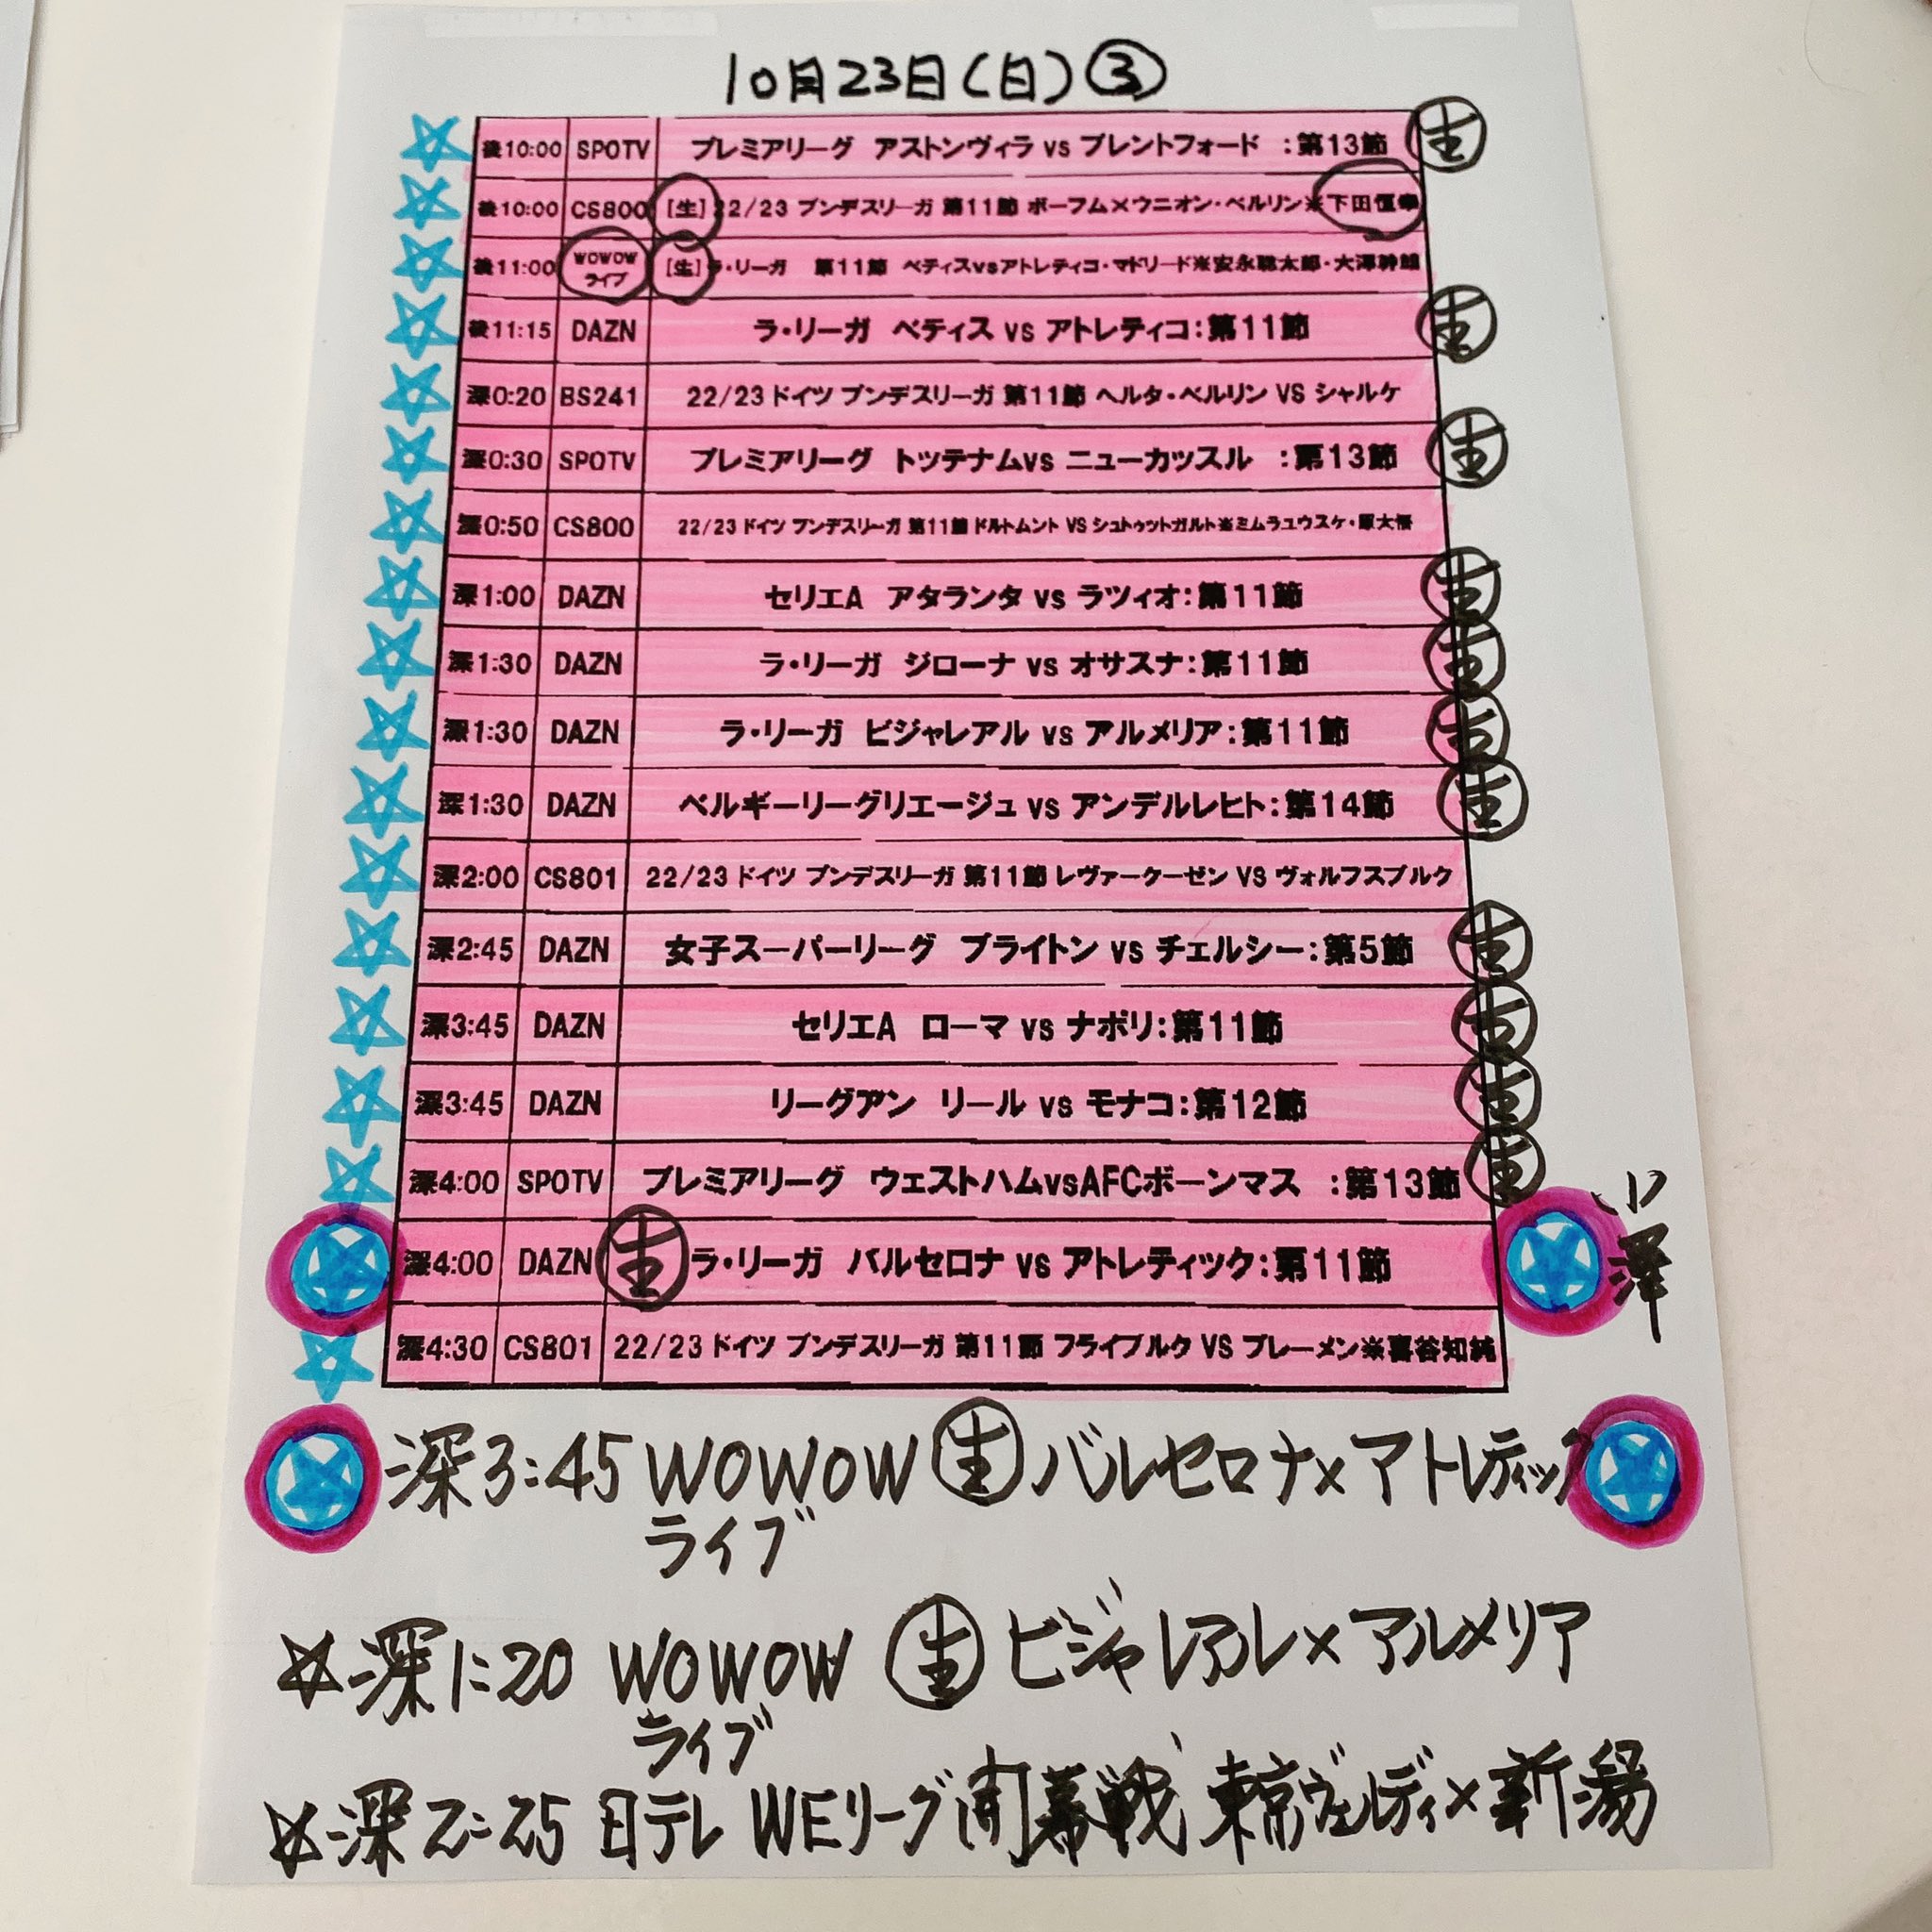 10月23日(日)③
後10:00 SPOTV プレミアリーグ アストンヴィラ vs ブレントフォード :第13節 生
後10:00 CS800 [生]22/23 ブンデスリーガ 第11節 ボーフム×ウニオン・ベルリン※下田恒幸
後11:00 WOWOWライブ [生]ラ・リーガ 第11節 ベティスvsアトレティコ・マドリード※安永聡太郎・大澤幹雄
後11:15 DAZN ラ・リーガ ベティス vs アトレティコ:第11節 生
深0:20 BS241 22/23 ドイツ ブンデスリーガ 第11節 ヘルタ・ベルリン VS シャルケ
深0:30 SPOTV プレミアリーグ トッテナムvs ニューカッスル :第13節 生
深0:50 CS800 22/23 ドイツ ブンデスリーガ 第11節 ドルトムント VS シュトゥットガルト※ミムラユウスケ・原大悟
深1:00 DAZN セリエA アタランタ vs ラツィオ:第11節 生
深1:30 DAZN ラ・リーガ ジローナ vs オサスナ:第11節 生
深1:30 DAZN ラ・リーガ ビジャレアル vs アルメリア:第11節 生
深1:30 DAZN ベルギーリーグリエージュ vs アンデルレヒト:第14節 生
深2:00 CS801 22/23 ドイツ ブンデスリーガ 第11節 レヴァークーゼン VS ヴォルフスブルク
深2:45 DAZN 女子スーパーリーグ ブライトン vs チェルシー:第5節 生
深3:45 DAZN セリエA ローマ vs ナポリ:第11節 生
深3:45 DAZN リーグアン リール vs モナコ:第12節 生
深4:00 SPOTV プレミアリーグ ウェストハムvsAFCボーンマス :第13節 生
深4:00 DAZN 生 ラ・リーガ バルセロナ vs アトレティック:第11節 小澤
深4:30 CS801 22/23 ドイツ ブンデスリーガ 第11節 フライブルク VS ブレーメン※喜谷知純
深3:45 WOWOW 生 バルセロナ×アトレティック
ライブ
☆深1:20 WOWOW 生 ビジャレアル×アルメリア
ライブ
☆深2:25 日テレ WEリーグ開幕戦 東京ヴェルディ×新潟